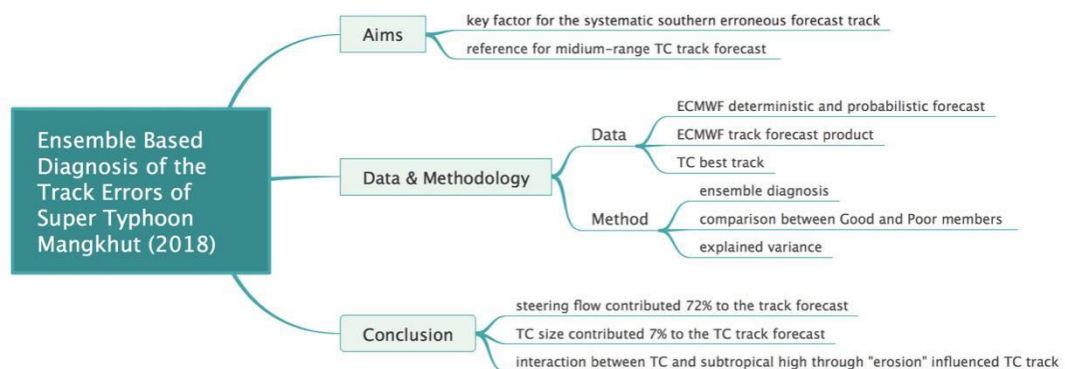 Ensemble Based
Diagnosis of the
Track Errors of
Super Typhoon
Mangkhut (2018)
Aims
key factor for the systematic southern erroneous forecast track
reference for midium-range TC track forecast
Data & Methodology
Data
ECMWF deterministic and probabilistic forecast
ECMWF track forecast product
TC best track
Method
ensemble diagnosis
comparison between Good and Poor members
explained variance
Conclusion
steering flow contributed 72% to the track forecast
TC size contributed 7% to the TC track forecast
interaction between TC and subtropical high through "erosion" influenced TC track